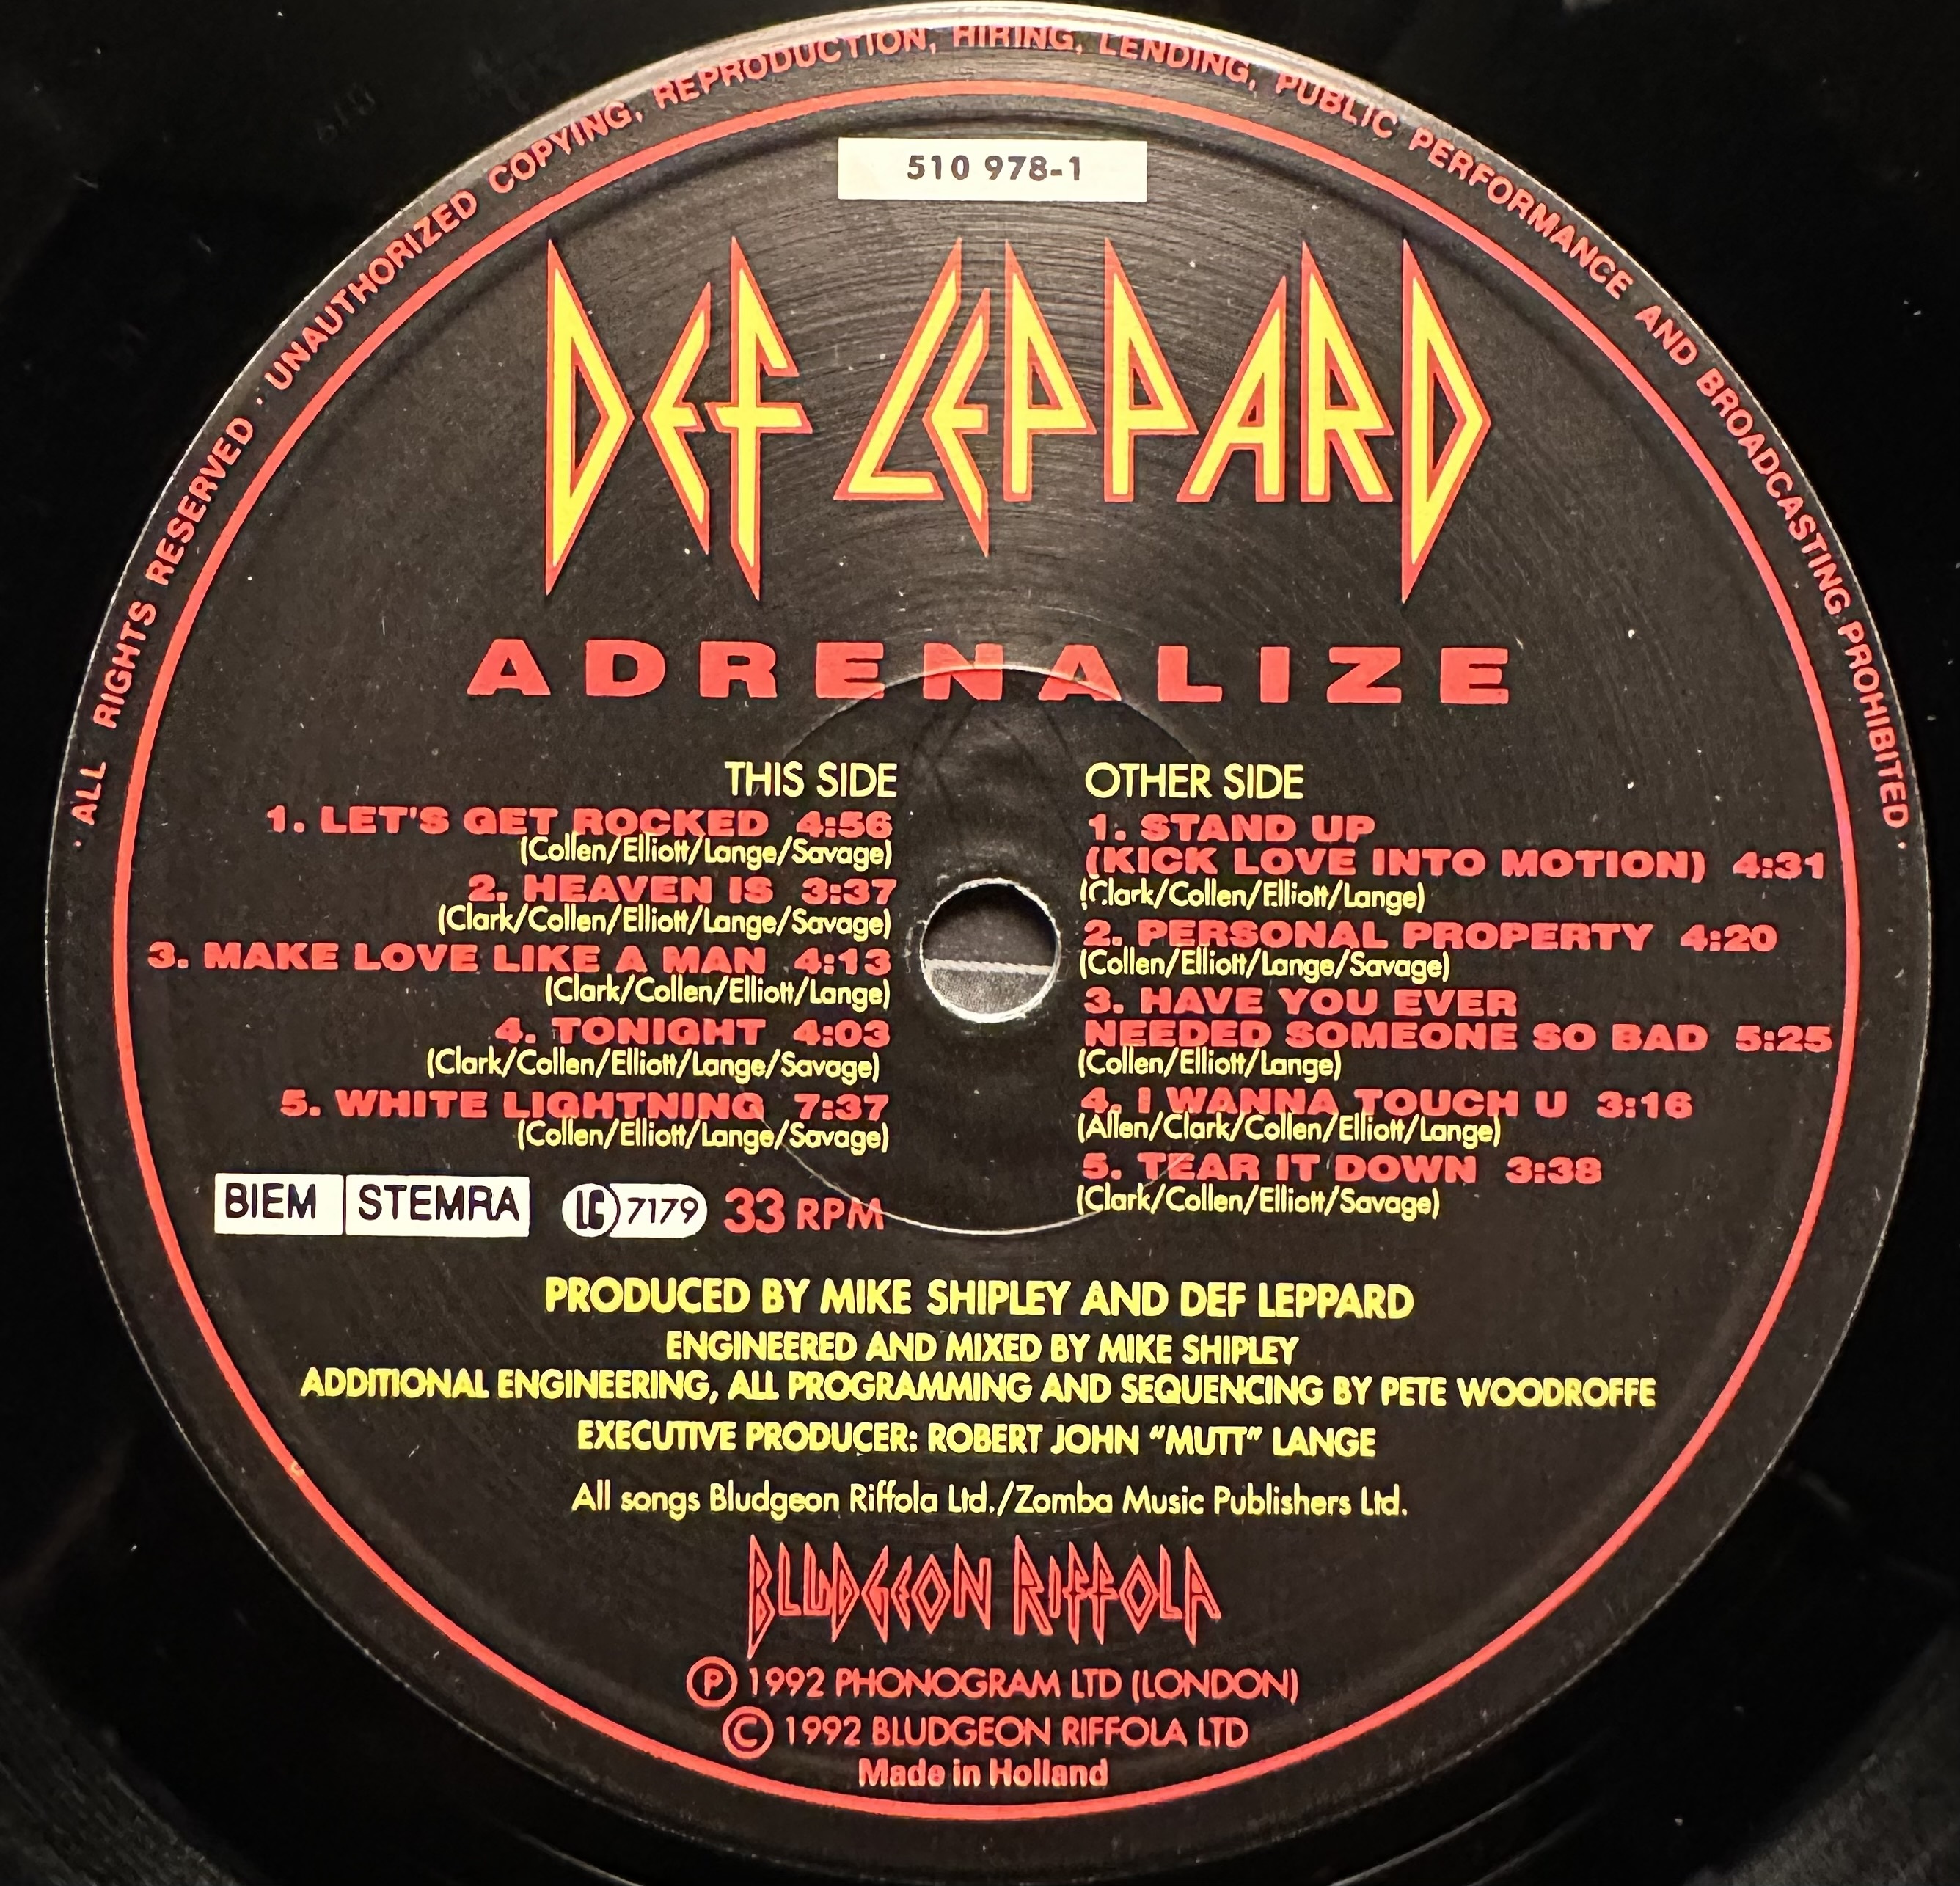 · ALL RIGHTS RESERVED · UNAUTHORIZED COPYING, REPRODUCTION, HIRING, LENDING, PUBLIC PERFORMANCE AND BROADCASTING PROHIBITED ·
510 978-1
DEF LEPPARD
ADRENALIZE
THIS SIDE
1. LET'S GET ROCKED 4:56
(Collen/Elliott/Lange/Savage)
2. HEAVEN IS 3:37
(Clark/Collen/Elliott/Lange/Savage)
3. MAKE LOVE LIKE A MAN 4:13
(Clark/Collen/Elliott/Lange)
4. TONIGHT 4:03
(Clark/Collen/Elliott/Lange/Savage)
5. WHITE LIGHTNING 7:37
(Collen/Elliott/Lange/Savage)
OTHER SIDE
1. STAND UP
(KICK LOVE INTO MOTION) 4:31
(Clark/Collen/Elliott/Lange)
2. PERSONAL PROPERTY 4:20
(Collen/Elliott/Lange/Savage)
3. HAVE YOU EVER
NEEDED SOMEONE SO BAD 5:25
(Collen/Elliott/Lange)
4. I WANNA TOUCH U 3:16
(Allen/Clark/Collen/Elliott/Lange)
5. TEAR IT DOWN 3:38
(Clark/Collen/Elliott/Savage)
BIEM STEMRA LC 7179 33 RPM
PRODUCED BY MIKE SHIPLEY AND DEF LEPPARD
ENGINEERED AND MIXED BY MIKE SHIPLEY
ADDITIONAL ENGINEERING, ALL PROGRAMMING AND SEQUENCING BY PETE WOODROFFE
EXECUTIVE PRODUCER: ROBERT JOHN “MUTT” LANGE
All songs Bludgeon Riffola Ltd./Zomba Music Publishers Ltd.
BLUDGEON RIFFOLA
Ⓟ 1992 PHONOGRAM LTD (LONDON)
© 1992 BLUDGEON RIFFOLA LTD
Made in Holland